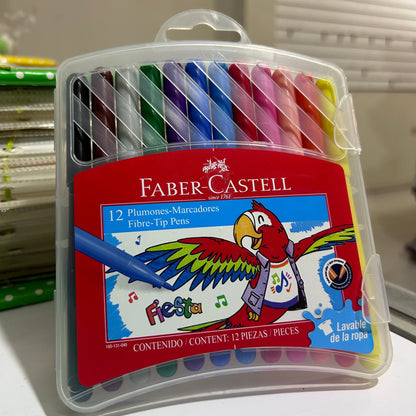 FABER-CASTELL
since 1761
12 Plumones-Marcadores
Fibre-Tip Pens
Fiesta
Lavable
de la ropa
CONTENIDO / CONTENT: 12 PIEZAS / PIECES